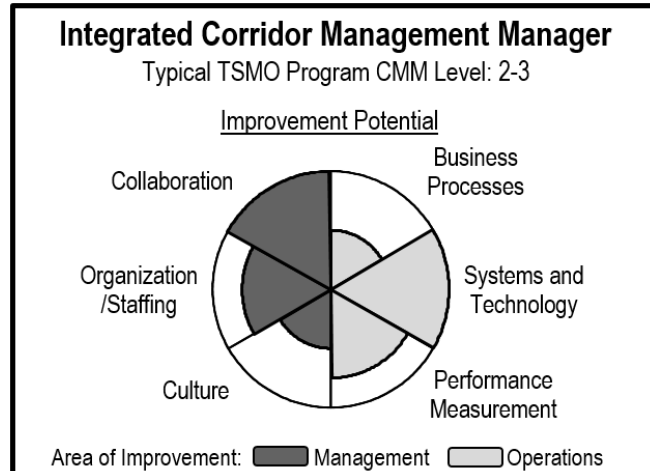 Integrated Corridor Management Manager
Typical TSMO Program CMM Level: 2-3
Improvement Potential
Collaboration
Business
Processes
Organization
/Staffing
Systems and
Technology
Culture
Performance
Measurement
Area of Improvement: Management Operations